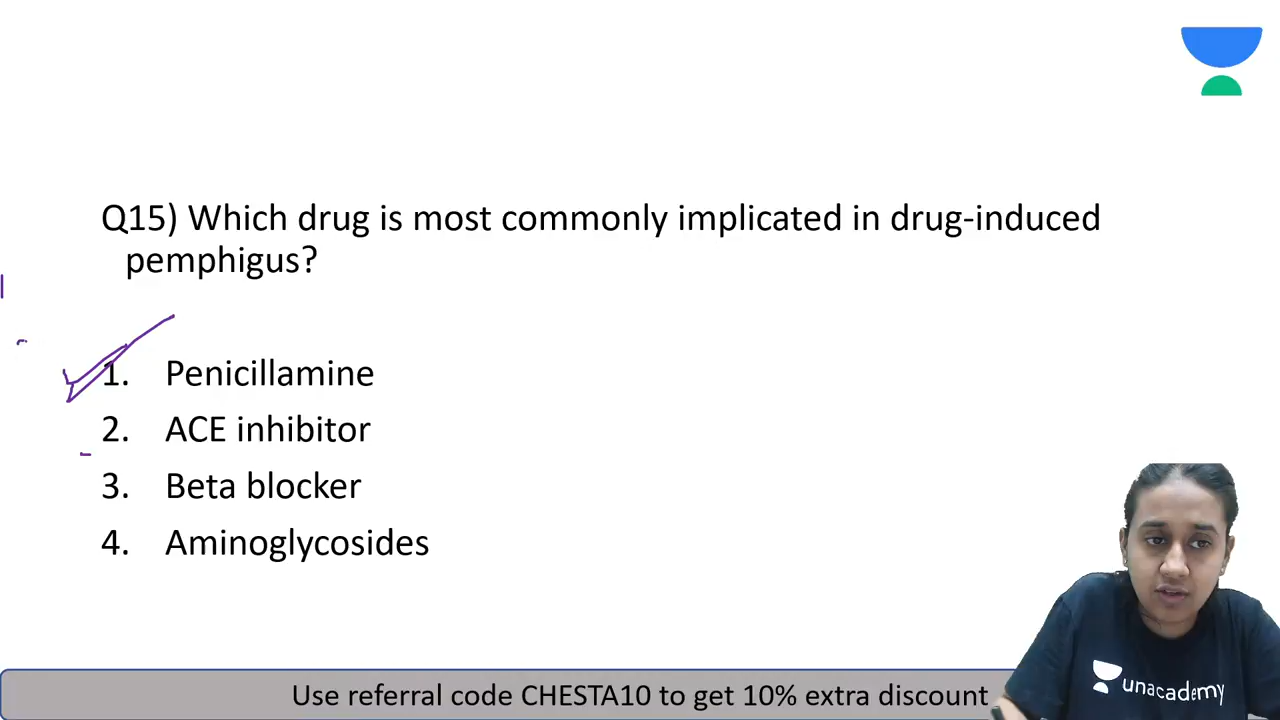 Q15) Which drug is most commonly implicated in drug-induced
pemphigus?
1. Penicillamine
2. ACE inhibitor
3. Beta blocker
4. Aminoglycosides
unacademy
Use referral code CHESTA10 to get 10% extra discount